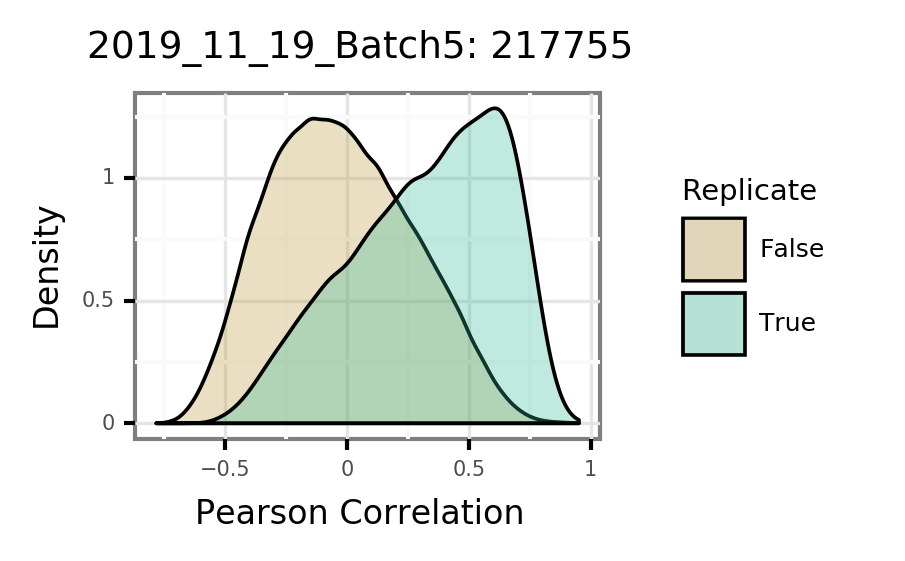 2019_11_19_Batch5: 217755
Density
1
0.5
0
−0.5
0
0.5
1
Pearson Correlation
Replicate
False
True